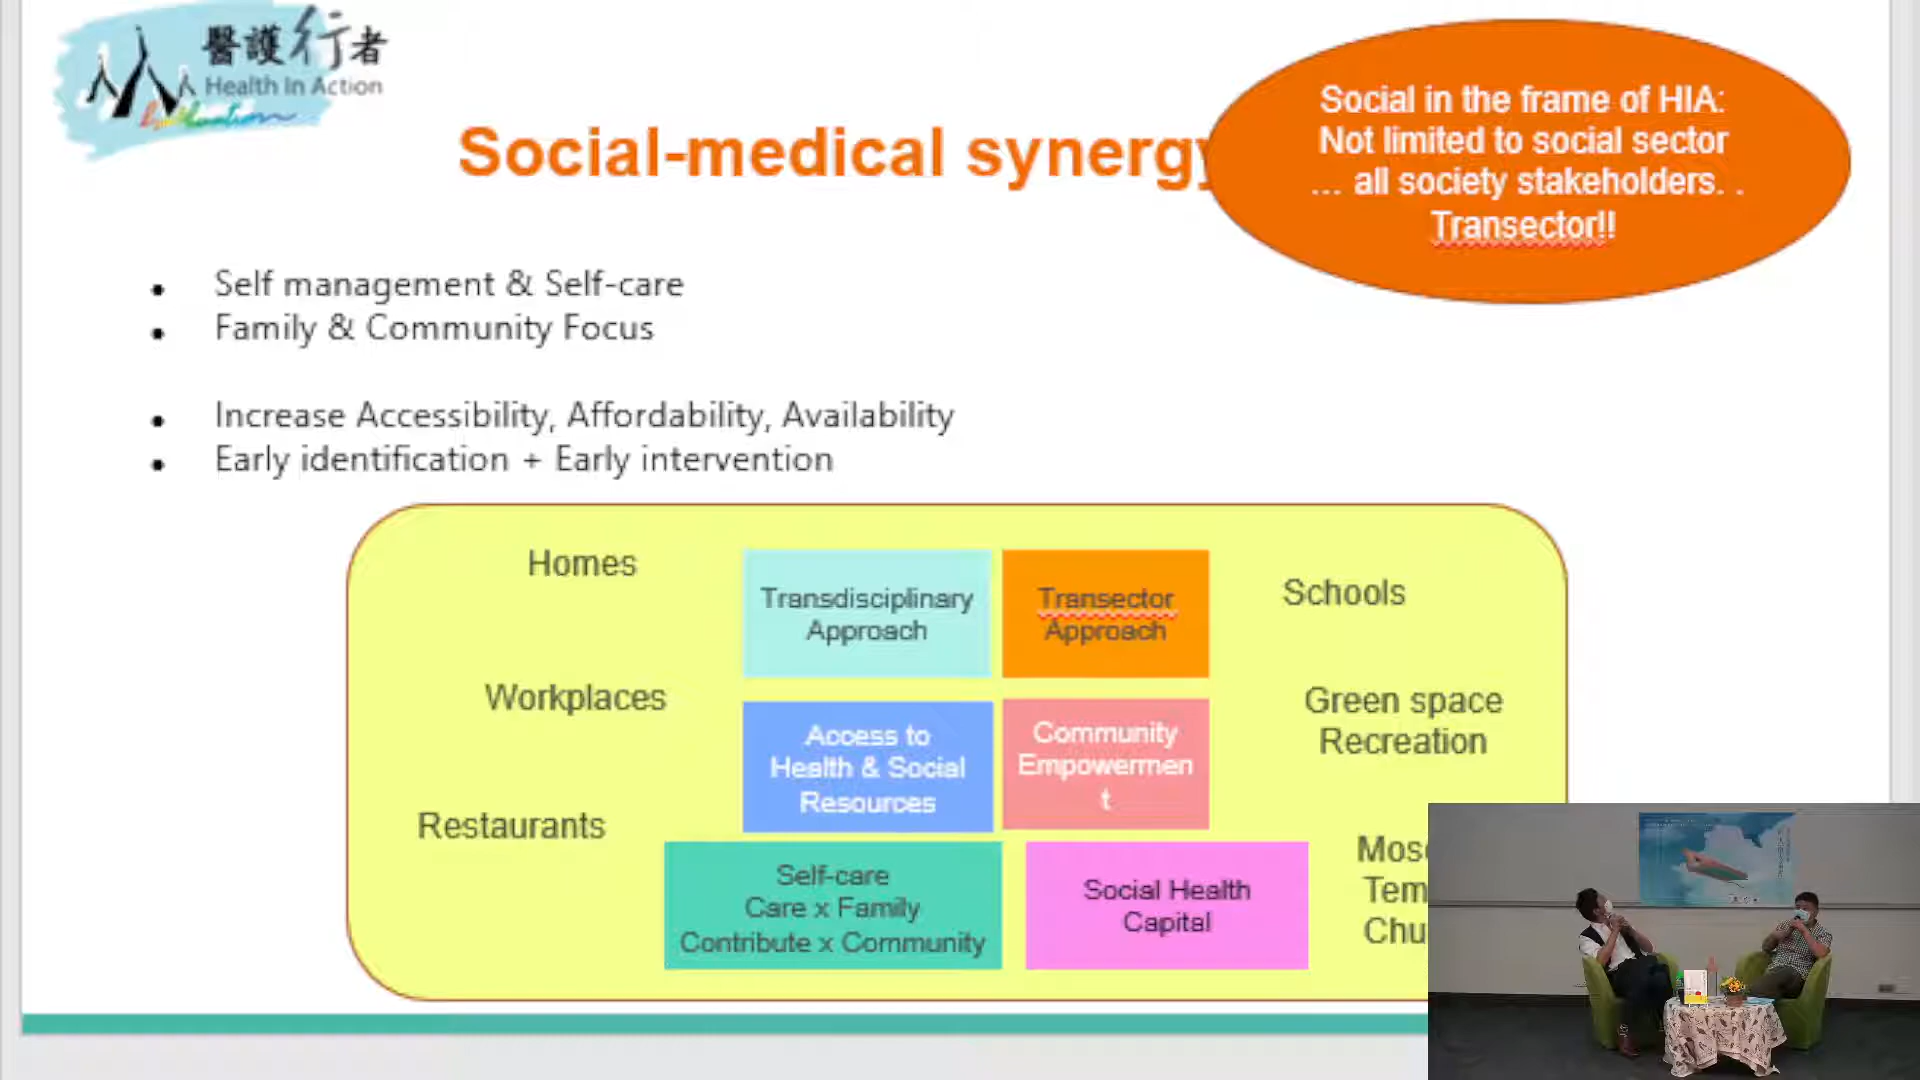 醫護行者
Health In Action
Social-medical synergy
Social in the frame of HIA:
Not limited to social sector
... all society stakeholders. .
Transector!!
Self management & Self-care
Family & Community Focus
Increase Accessibility, Affordability, Availability
Early identification + Early intervention
Homes
Workplaces
Restaurants
Transdisciplinary
Approach
Transector
Approach
Access to
Health & Social
Resources
Community
Empowermen
t
Self-care
Care x Family
Contribute x Community
Social Health
Capital
Schools
Green space
Recreation